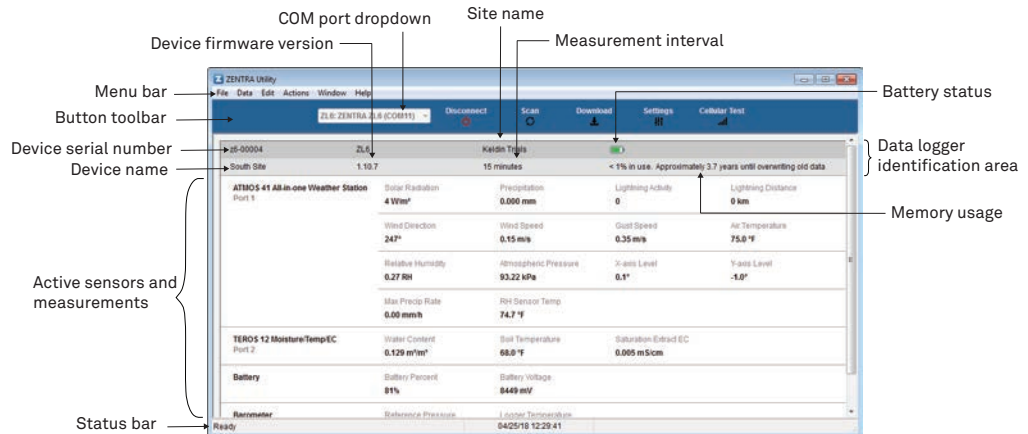 COM port dropdown
Site name
Device firmware version
Measurement interval
Menu bar
Battery status
Button toolbar
Device serial number
Device name
Data logger
identification area
Memory usage
Active sensors and
measurements
Status bar
ZENTRA Utility
File Data Edit Actions Window Help
ZL6: ZENTRA ZL6 (COM11) Disconnect Scan Download Settings Cellular Test
z6-00004 ZL6 Keldin Trials
South Site 1.10.7 15 minutes < 1% in use. Approximately 3.7 years until overwriting old data
ATMOS 41 All-in-one Weather Station Solar Radiation Precipitation Lightning Activity Lightning Distance
Port 1 4 W/m² 0.000 mm 0 0 km
Wind Direction Wind Speed Gust Speed Air Temperature
247° 0.15 m/s 0.35 m/s 75.0 °F
Relative Humidity Atmospheric Pressure X-axis Level Y-axis Level
0.27 RH 93.22 kPa 0.1° -1.0°
Max Precip Rate RH Sensor Temp
0.00 mm/h 74.7 °F
TEROS 12 Moisture/Temp/EC Water Content Soil Temperature Saturation Extract EC
Port 2 0.129 m³/m³ 68.0 °F 0.005 mS/cm
Battery Battery Percent Battery Voltage
81% 8449 mV
Barometer Reference Pressure Logger Temperature
Ready 04/25/18 12:29:41